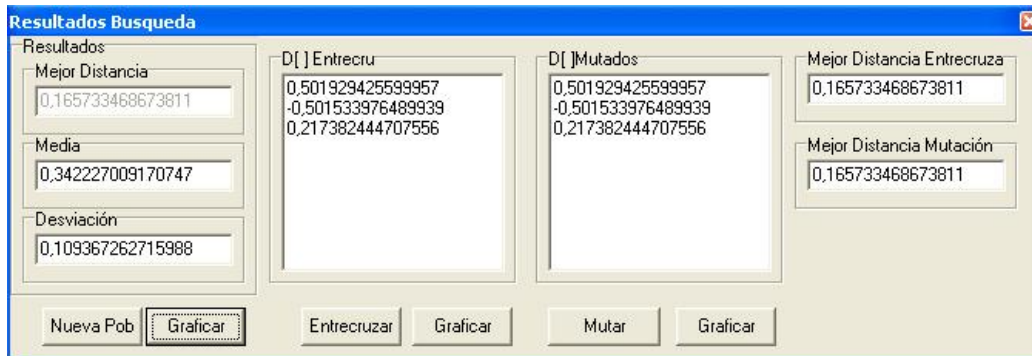 Resultados Busqueda
Resultados
Mejor Distancia
0,165733468673811
Media
0,342227009170747
Desviación
0,109367262715988
D[ ] Entrecru
0,501929425599957
-0,501533976489939
0,217382444707556
D[ ]Mutados
0,501929425599957
-0,501533976489939
0,217382444707556
Mejor Distancia Entrecruza
0,165733468673811
Mejor Distancia Mutación
0,165733468673811
Nueva Pob
Graficar
Entrecruzar
Graficar
Mutar
Graficar